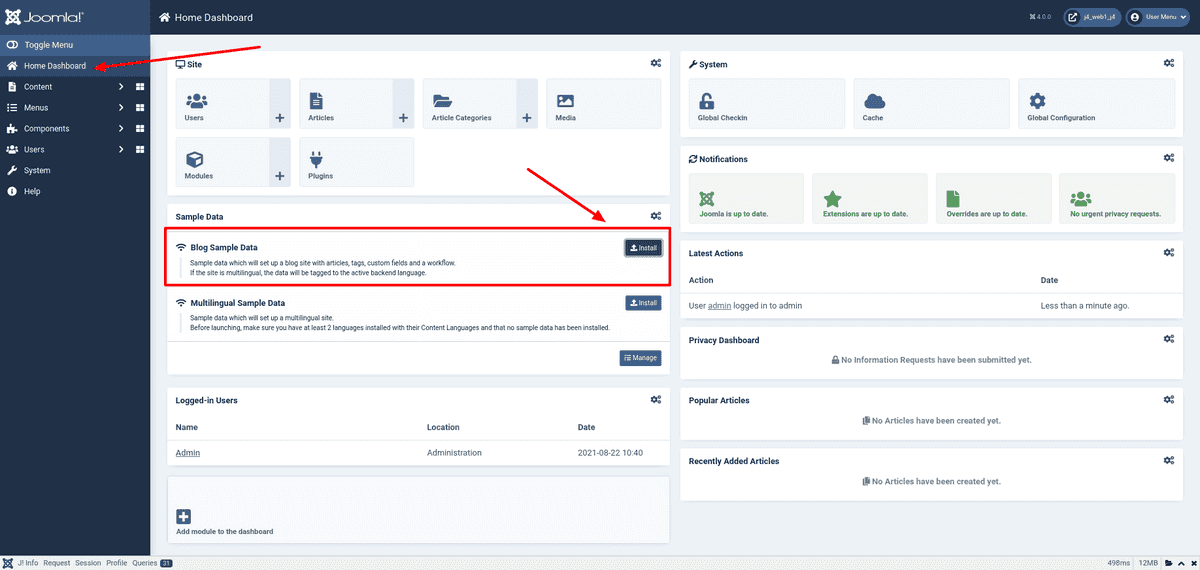 Joomla!
Home Dashboard
4.0.0
j4_web1_j4
User Menu
Toggle Menu
Home Dashboard
Content
Menus
Components
Users
System
Help
Site
Users
Articles
Article Categories
Media
Modules
Plugins
Sample Data
Blog Sample Data
Install
Sample data which will set up a blog site with articles, tags, custom fields and a workflow.
If the site is multilingual, the data will be tagged to the active backend language.
Multilingual Sample Data
Install
Sample data which will set up a multilingual site.
Before launching, make sure you have at least 2 languages installed with their Content Languages and that no sample data has been installed.
Manage
Logged-in Users
Name Location Date
Admin Administration 2021-08-22 10:40
Add module to the dashboard
System
Global Checkin
Cache
Global Configuration
Notifications
Joomla is up to date.
Extensions are up to date.
Overrides are up to date.
No urgent privacy requests.
Latest Actions
Action Date
User admin logged in to admin Less than a minute ago.
Privacy Dashboard
No Information Requests have been submitted yet.
Popular Articles
No Articles have been created yet.
Recently Added Articles
No Articles have been created yet.
J! Info Request Session Profile Queries 31
498ms 12MB